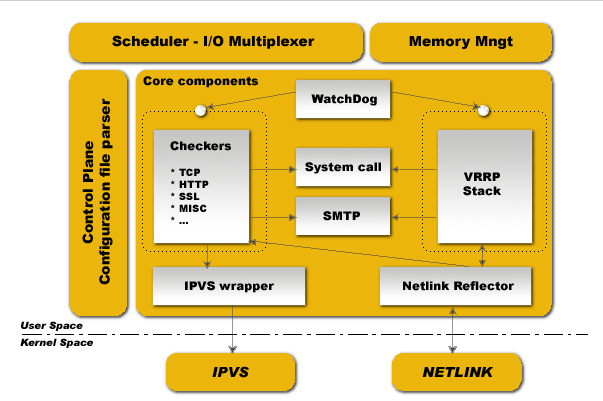 Scheduler - I/O Multiplexer
Memory Mngt
Control Plane
Configuration file parser
Core components
WatchDog
Checkers
* TCP
* HTTP
* SSL
* MISC
* ...
System call
SMTP
VRRP
Stack
IPVS wrapper
Netlink Reflector
User Space
Kernel Space
IPVS
NETLINK